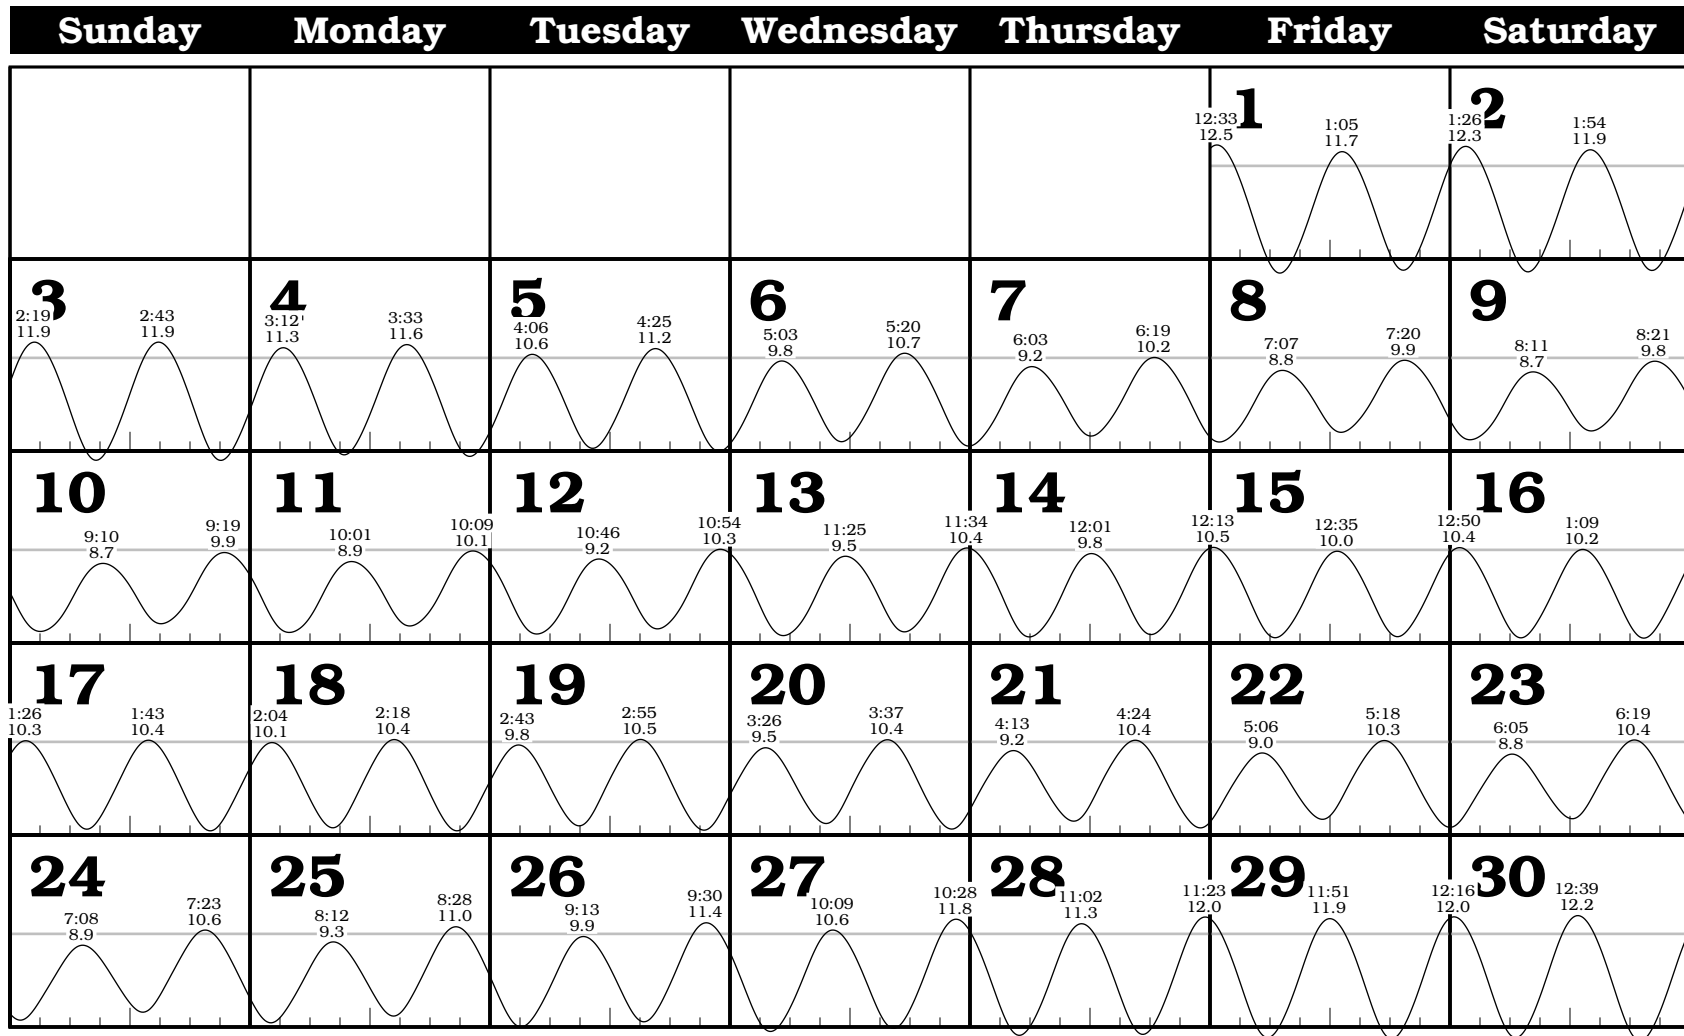 Sunday Monday Tuesday Wednesday Thursday Friday Saturday
1 2
12:33 1:05 1:26 1:54
12.5 11.7 12.3 11.9
3 4 5 6 7 8 9
2:19 2:43 3:12 3:33 4:06 4:25 5:03 5:20 6:03 6:19 7:07 7:20 8:11 8:21
11.9 11.9 11.3 11.6 10.6 11.2 9.8 10.7 9.2 10.2 8.8 9.9 8.7 9.8
10 11 12 13 14 15 16
9:10 9:19 10:01 10:09 10:46 10:54 11:25 11:34 12:01 12:13 12:35 12:50 1:09
8.7 9.9 8.9 10.1 9.2 10.3 9.5 10.4 9.8 10.5 10.0 10.4 10.2
17 18 19 20 21 22 23
1:26 1:43 2:04 2:18 2:43 2:55 3:26 3:37 4:13 4:24 5:06 5:18 6:05 6:19
10.3 10.4 10.1 10.4 9.8 10.5 9.5 10.4 9.2 10.4 9.0 10.3 8.8 10.4
24 25 26 27 28 29 30
7:08 7:23 8:12 8:28 9:13 9:30 10:09 10:28 11:02 11:23 11:51 12:16 12:39
8.9 10.6 9.3 11.0 9.9 11.4 10.6 11.8 11.3 12.0 11.9 12.0 12.2